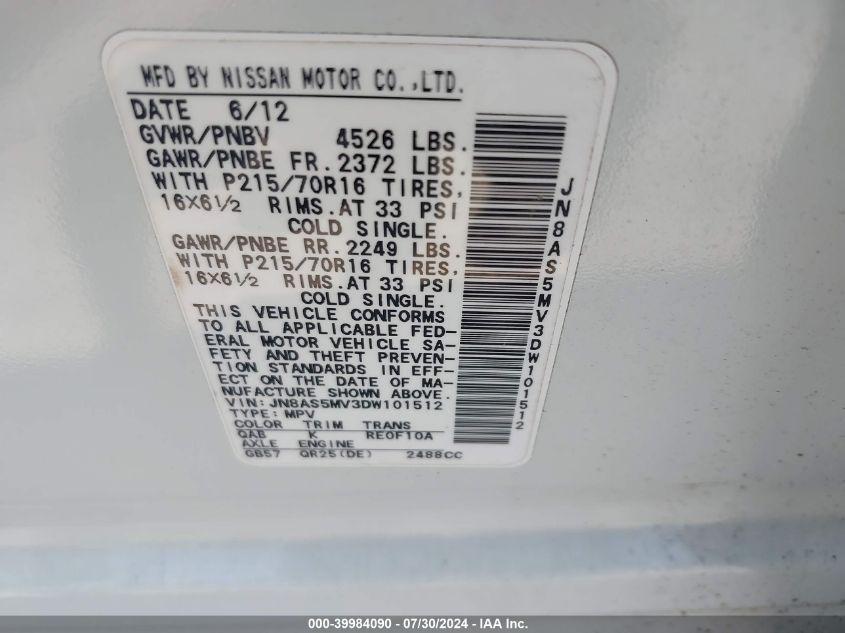 MFD BY NISSAN MOTOR CO.,LTD.
DATE 6/12
GVWR/PNBV 4526 LBS.
GAWR/PNBE FR.2372 LBS.
WITH P215/70R16 TIRES,
16X6½ RIMS.AT 33 PSI
COLD SINGLE.
GAWR/PNBE RR.2249 LBS.
WITH P215/70R16 TIRES,
16X6½ RIMS.AT 33 PSI
COLD SINGLE.
THIS VEHICLE CONFORMS
TO ALL APPLICABLE FED-
ERAL MOTOR VEHICLE SA-
FETY AND THEFT PREVEN-
TION STANDARDS IN EFF-
ECT ON THE DATE OF MA-
NUFACTURE SHOWN ABOVE.
VIN:JN8AS5MV3DW101512
TYPE:MPV
COLOR TRIM TRANS
QAB K RE0F10A
AXLE ENGINE
GB57 QR25(DE) 2488CC
JN8AS5MV3DW101512
000-39984090 - 07/30/2024 - IAA Inc.